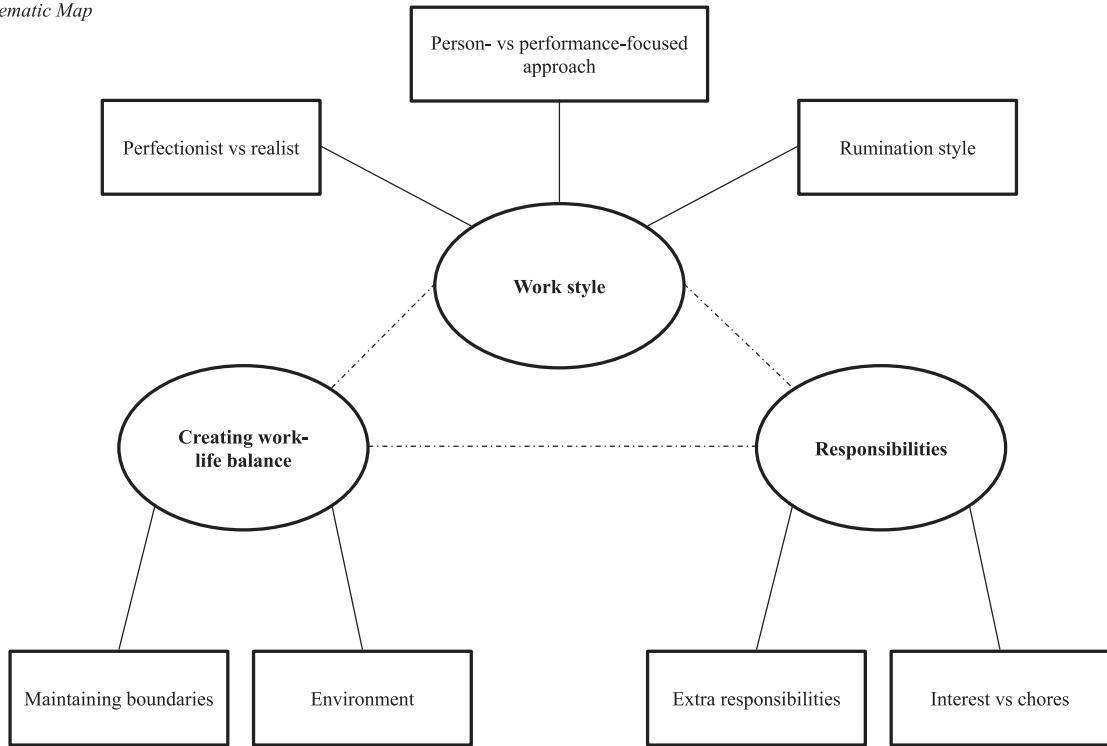 Map
Person- vs performance-focused
approach
Perfectionist vs realist
Rumination style
Work style
Creating work-
life balance
Responsibilities
Maintaining boundaries
Environment
Extra responsibilities
Interest vs chores